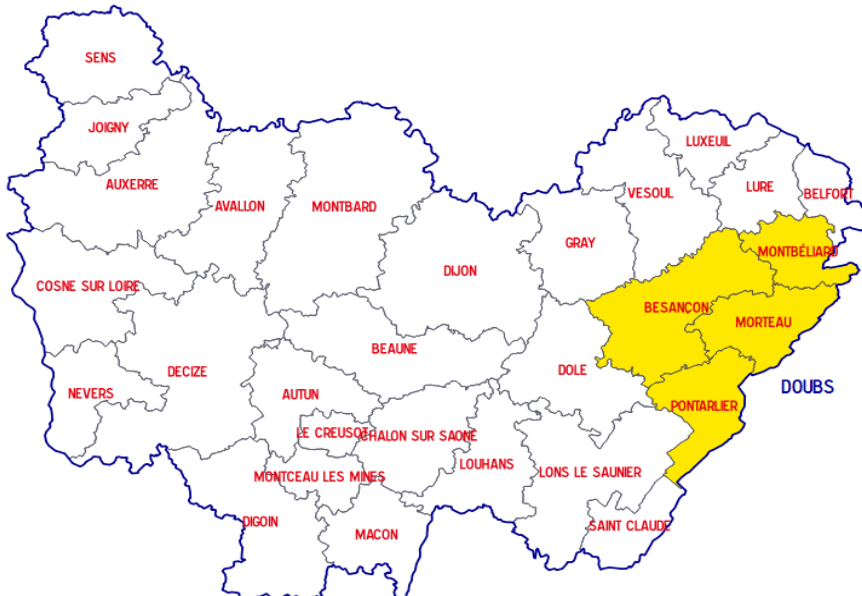 SENS
JOIGNY
LUXEUIL
AUXERRE
AVALLON
MONTBARD
VESOUL
LURE
BELFORT
GRAY
MONTBÉLIARD
DIJON
COSNE SUR LOIRE
BESANÇON
MORTEAU
BEAUNE
DECIZE
DOLE
DOUBS
NEVERS
AUTUN
PONTARLIER
LE CREUSOT
CHALON SUR SAONE
LOUHANS
MONTCEAU LES MINES
LONS LE SAUNIER
DIGOIN
MACON
SAINT CLAUDE